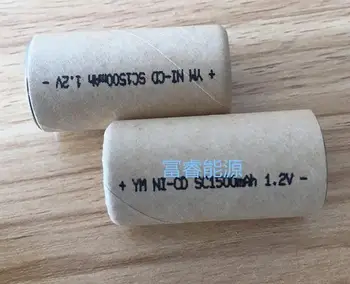 + YM NI-CD SC1500mAh 1.2V -
富睿能源
+ YM NI-CD SC1500mAh 1.2V -